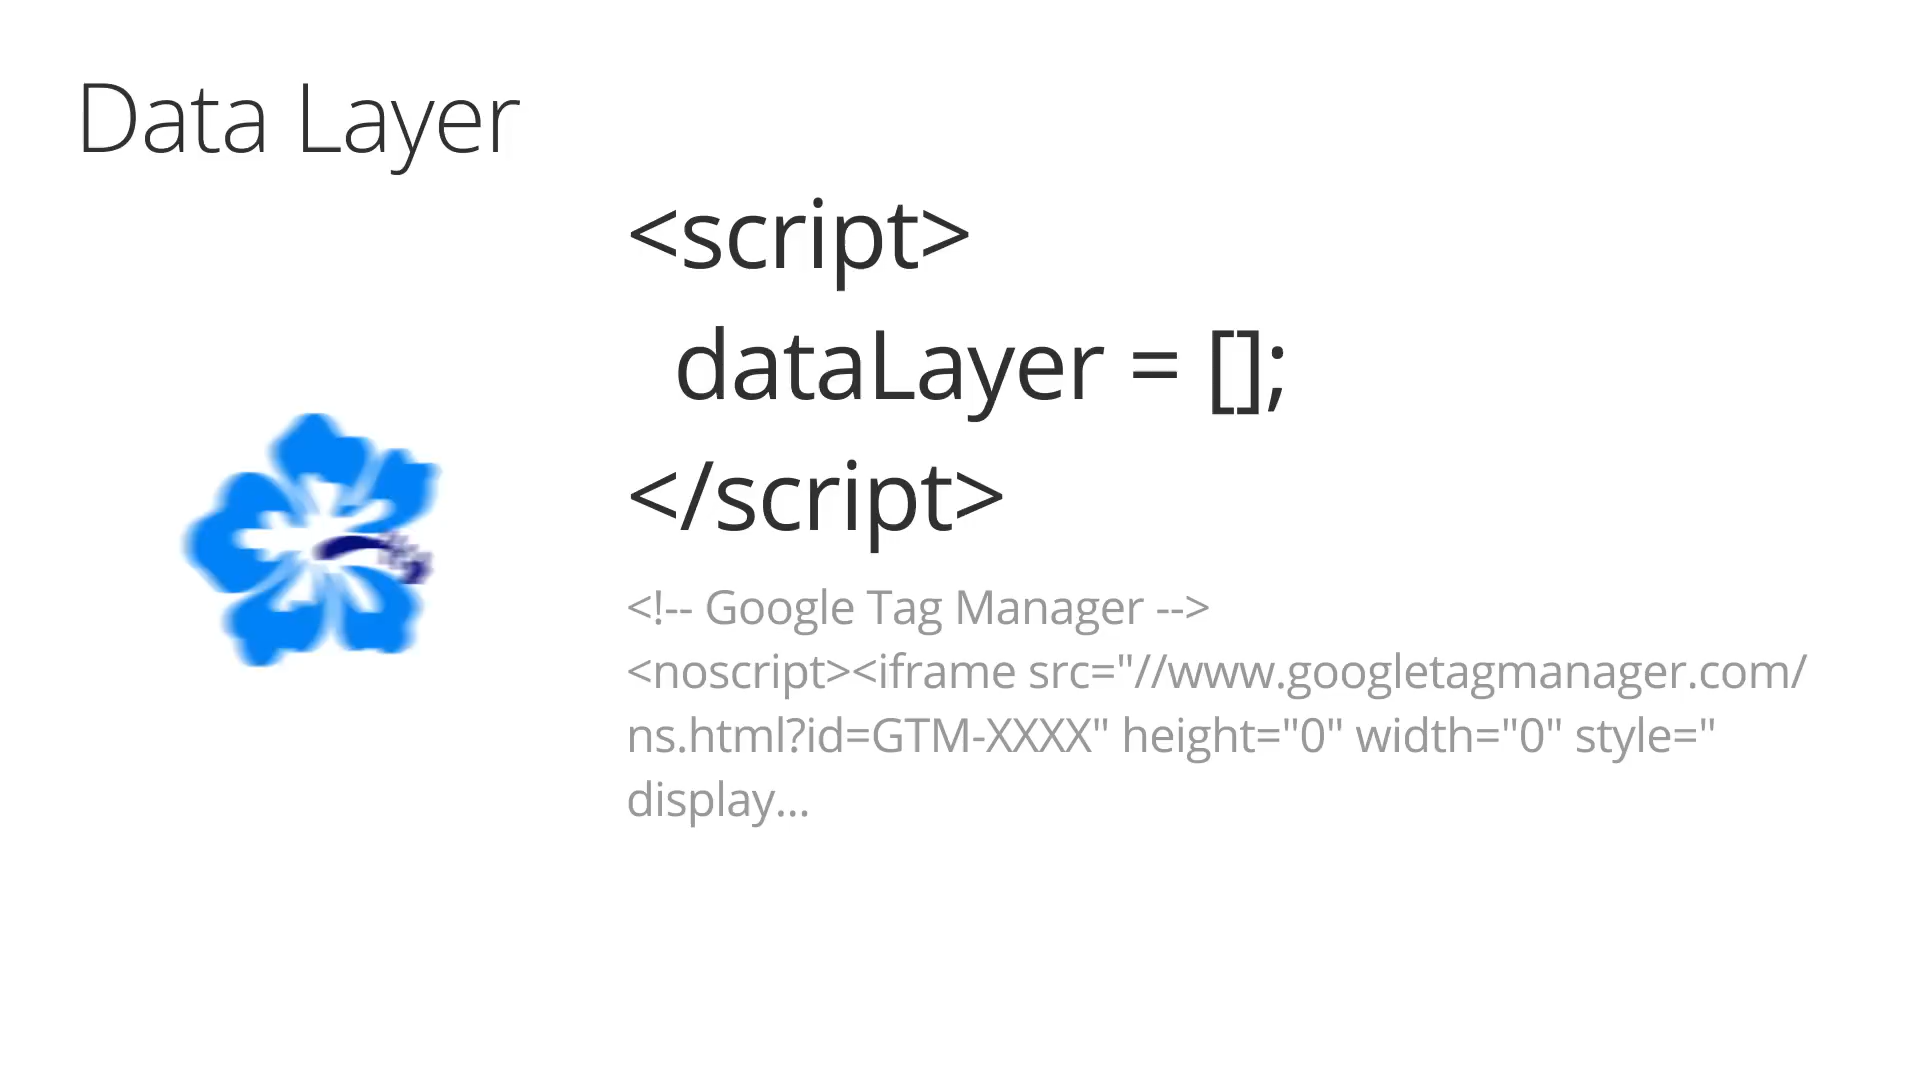 Data Layer
<script>
dataLayer = [];
</script>
<!-- Google Tag Manager -->
<noscript><iframe src="//www.googletagmanager.com/
ns.html?id=GTM-XXXX" height="0" width="0" style="
display...